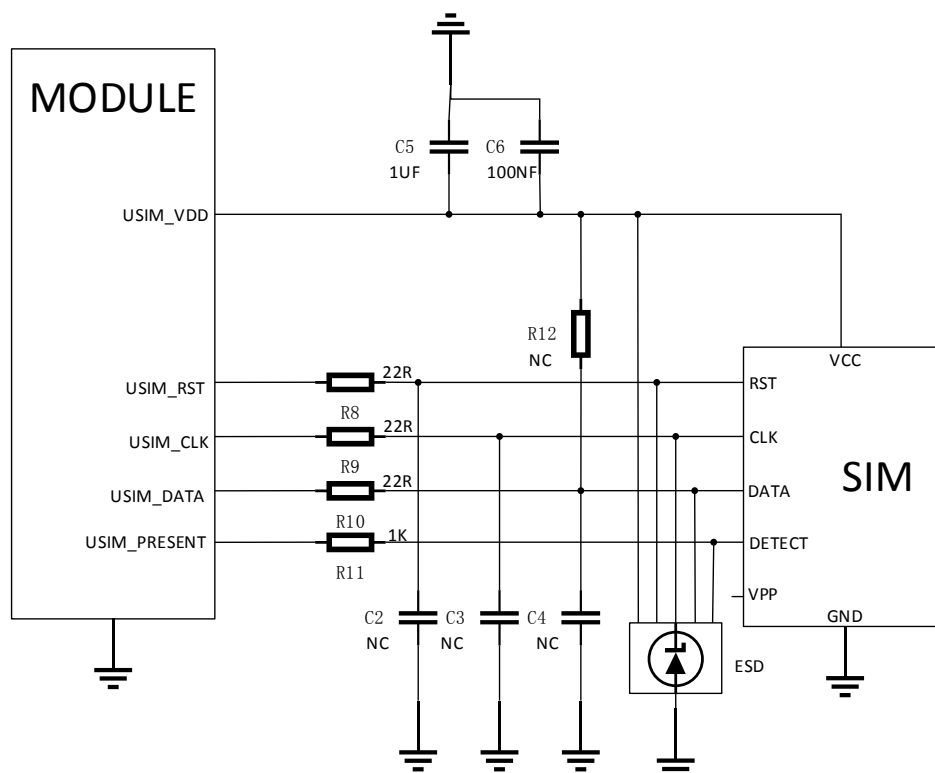 MODULE
C5
C6
1UF
100NF
USIM_VDD
R12
NC
VCC
22R
USIM_RST
RST
R8
22R
USIM_CLK
CLK
R9
22R
SIM
USIM_DATA
DATA
R10
1K
USIM_PRESENT
DETECT
R11
VPP
C2
C3
C4
GND
NC
NC
NC
ESD